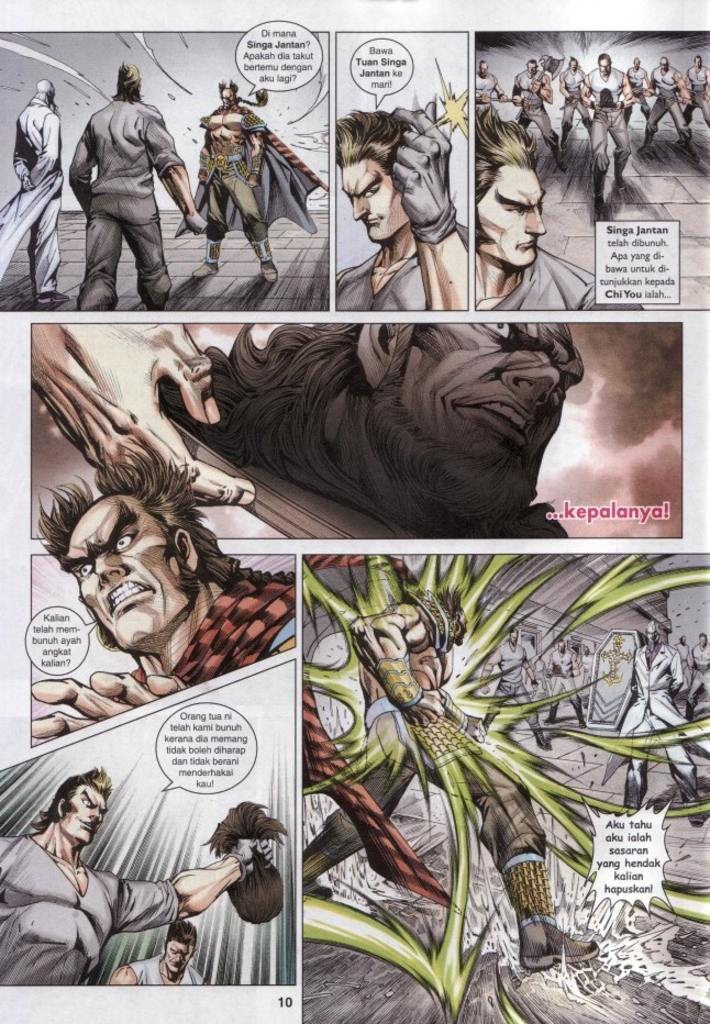 Di mana
Singa Jantan?
Apakah dia takut
bertemu dengan
aku lagi?
Bawa
Tuan Singa
Jantan ke
mari!
Singa Jantan
telah dibunuh.
Apa yang di-
bawa untuk di-
tunjukkan kepada
Chi You ialah...
...kepalanya!
Kalian
telah mem-
bunuh ayah
angkat
kalian?
Orang tua ni
telah kami bunuh
kerana dia memang
tidak boleh diharap
dan tidak berani
menderhakai
kau!
Aku tahu
aku ialah
sasaran
yang hendak
kalian
hapuskan!
10